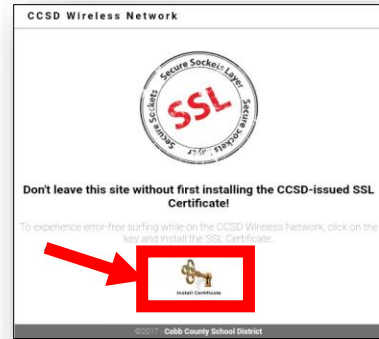 CCSD Wireless Network
Secure Sockets Layer
SSL
Secure Sockets Layer
Don't leave this site without first installing the CCSD-issued SSL
Certificate!
To experience error-free surfing while on the CCSD Wireless Network, click on the
key and install the SSL Certificate.
Install Certificate
©2017 - Cobb County School District